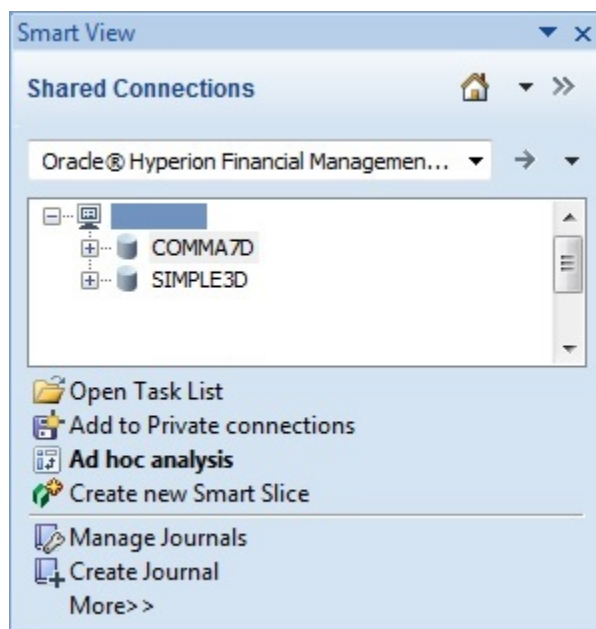 Smart View
Shared Connections
Oracle® Hyperion Financial Managemen...
COMMA7D
SIMPLE3D
Open Task List
Add to Private connections
Ad hoc analysis
Create new Smart Slice
Manage Journals
Create Journal
More>>